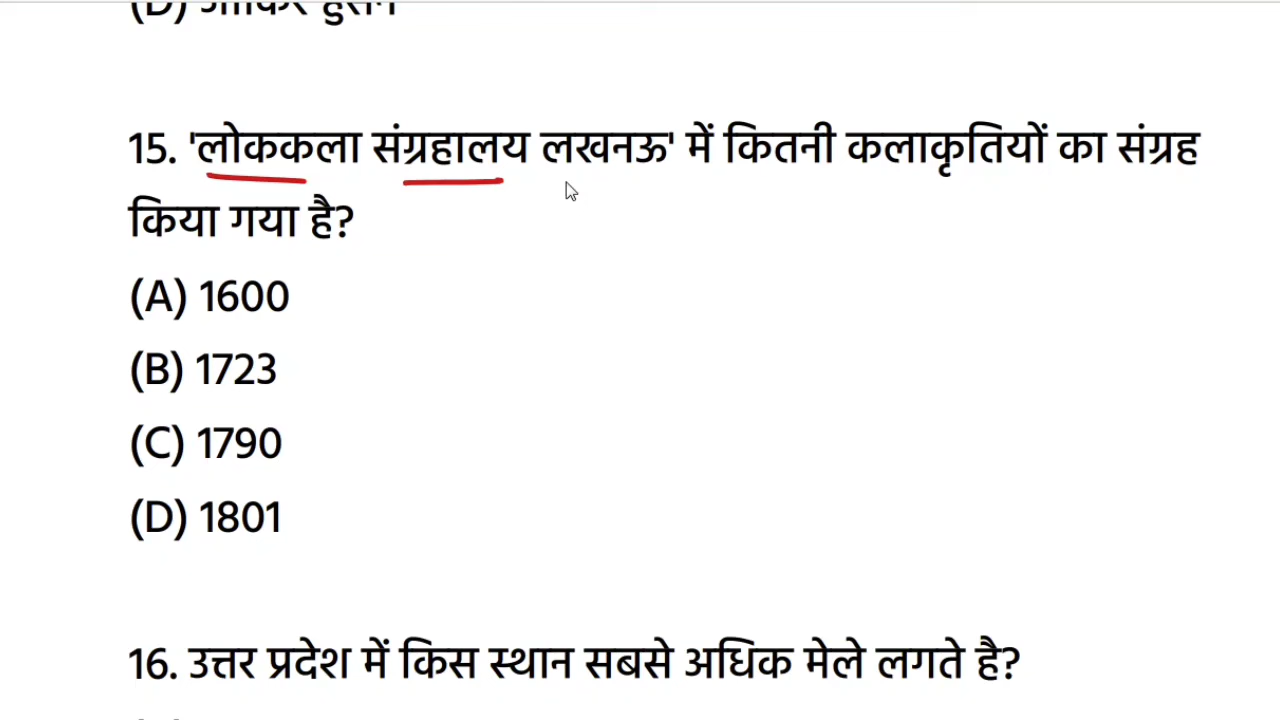 15. 'लोककला संग्रहालय लखनऊ' में कितनी कलाकृतियों का संग्रह
किया गया है?
(A) 1600
(B) 1723
(C) 1790
(D) 1801
16. उत्तर प्रदेश में किस स्थान सबसे अधिक मेले लगते है?